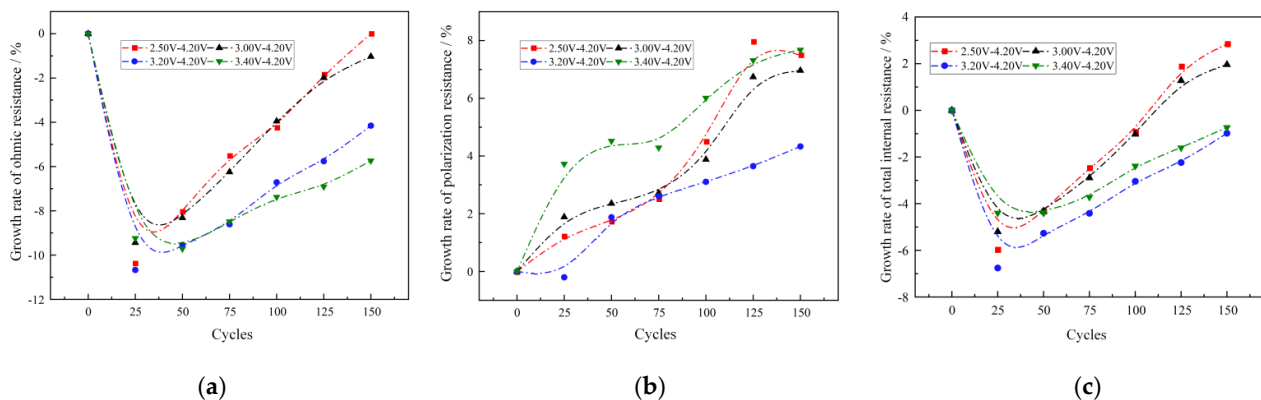 Growth rate of ohmic resistance / %
0
-2
-4
-6
-8
-10
-12
2.50V-4.20V 3.00V-4.20V
3.20V-4.20V 3.40V-4.20V
0 25 50 75 100 125 150
Cycles
(a)
Growth rate of polarization resistance / %
8
6
4
2
0
2.50V-4.20V 3.00V-4.20V
3.20V-4.20V 3.40V-4.20V
0 25 50 75 100 125 150
Cycles
(b)
Growth rate of total internal resistance / %
4
2
0
-2
-4
-6
-8
2.50V-4.20V 3.00V-4.20V
3.20V-4.20V 3.40V-4.20V
0 25 50 75 100 125 150
Cycles
(c)